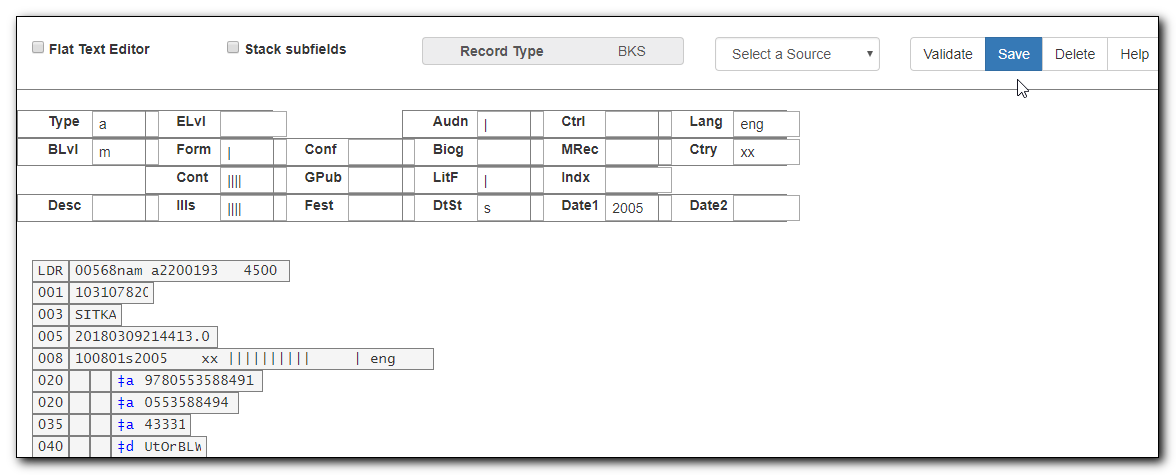 Flat Text Editor Stack subfields Record Type BKS Select a Source Validate Save Delete Help
Type a ELvl Audn | Ctrl Lang eng
BLvl m Form | Conf Biog MRec Ctry xx
Cont |||| GPub LitF | Indx
Desc Ills |||| Fest DtSt s Date1 2005 Date2
LDR 00568nam a2200193   4500
001 10310782
003 SITKA
005 20180309214413.0
008 100801s2005    xx ||||||||||     | eng
020 ‡a 9780553588491
020 ‡a 0553588494
035 ‡a 43331
040 ‡d UtOrBLW